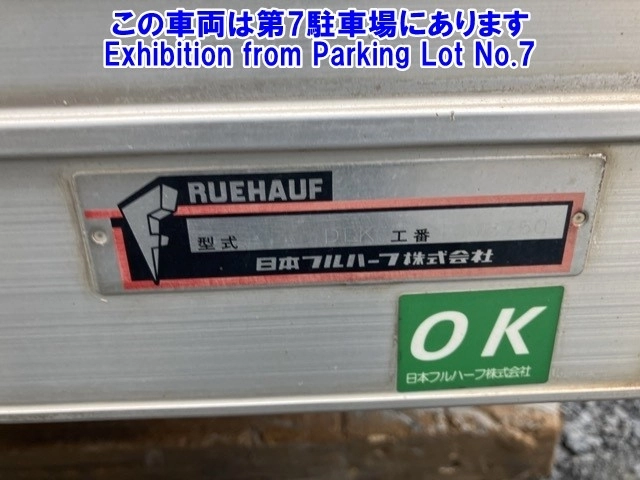 この車両は第7駐車場にあります
Exhibition from Parking Lot No.7
FRUEHAUF
型式 工番
日本フルハーフ株式会社
OK
日本フルハーフ株式会社